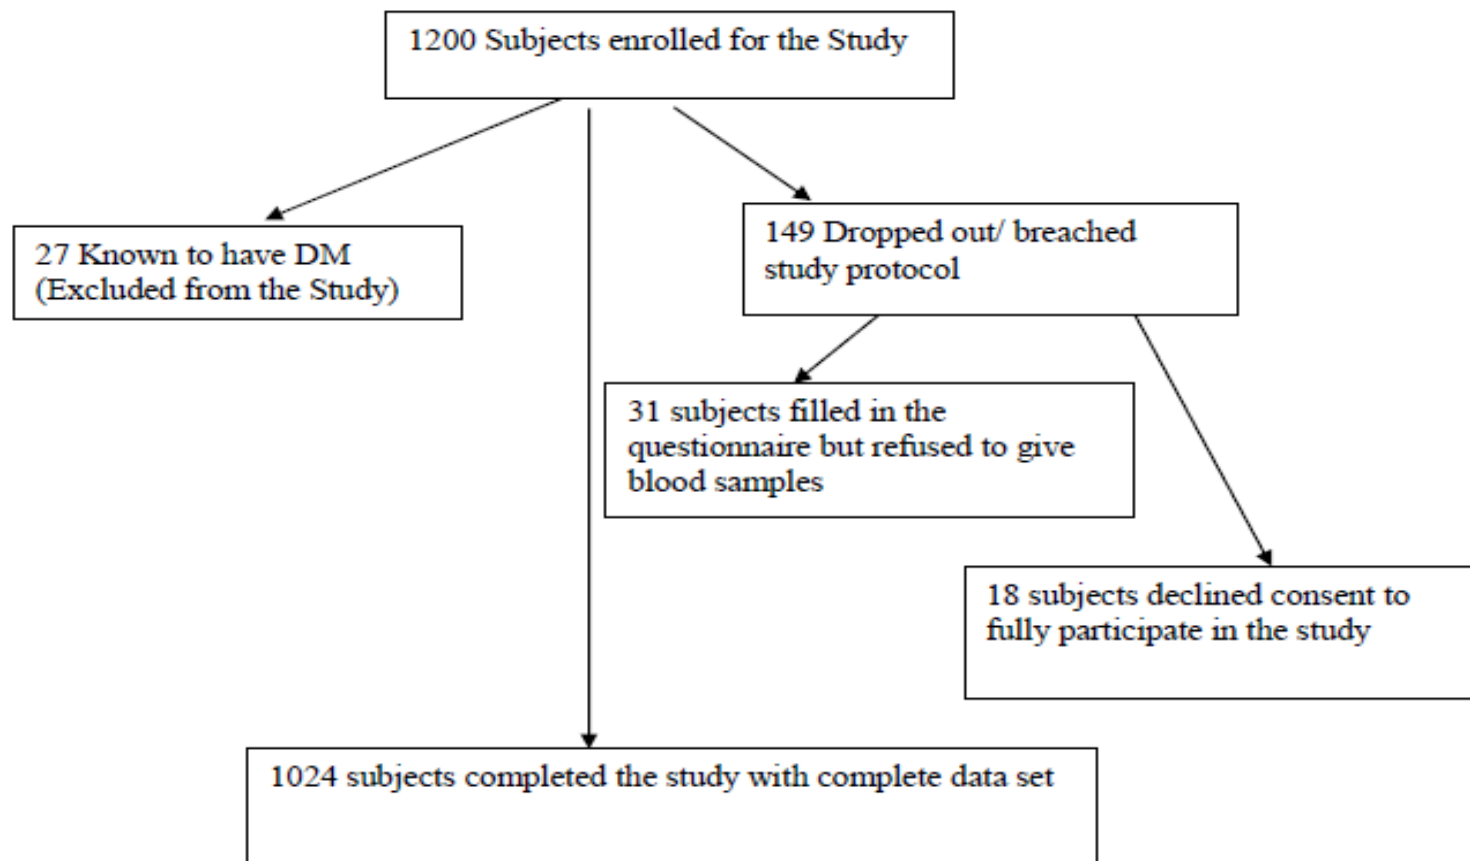 1200 Subjects enrolled for the Study
27 Known to have DM
(Excluded from the Study)
149 Dropped out/ breached
study protocol
31 subjects filled in the
questionnaire but refused to give
blood samples
18 subjects declined consent to
fully participate in the study
1024 subjects completed the study with complete data set